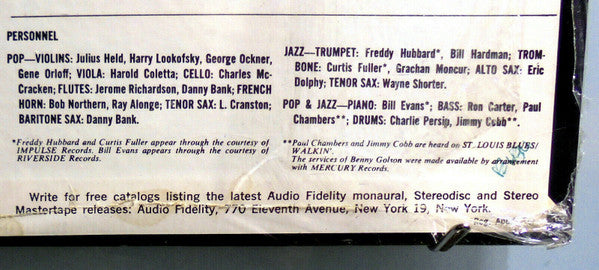 PERSONNEL
POP—VIOLINS: Julius Held, Harry Lookofsky, George Ockner,
Gene Orloff; VIOLA: Harold Coletta; CELLO: Charles Mc-
Cracken; FLUTES: Jerome Richardson, Danny Bank; FRENCH
HORN: Bob Northern, Ray Alonge; TENOR SAX: L. Cranston;
BARITONE SAX: Danny Bank.
*Freddy Hubbard and Curtis Fuller appear through the courtesy of
IMPULSE Records. Bill Evans appears through the courtesy of
RIVERSIDE Records.
JAZZ—TRUMPET: Freddy Hubbard*, Bill Hardman; TROM-
BONE: Curtis Fuller*, Grachan Moncur; ALTO SAX: Eric
Dolphy; TENOR SAX: Wayne Shorter.
POP & JAZZ—PIANO: Bill Evans*; BASS: Ron Carter, Paul
Chambers**; DRUMS: Charlie Persip, Jimmy Cobb**.
**Paul Chambers and Jimmy Cobb are heard on ST. LOUIS BLUES/
WALKIN'.
The services of Benny Golson were made available by arrangement
with MERCURY Records.
Write for free catalogs listing the latest Audio Fidelity monaural, Stereodisc and Stereo
Mastertape releases: Audio Fidelity, 770 Eleventh Avenue, New York 19, New York.
Reg. App.